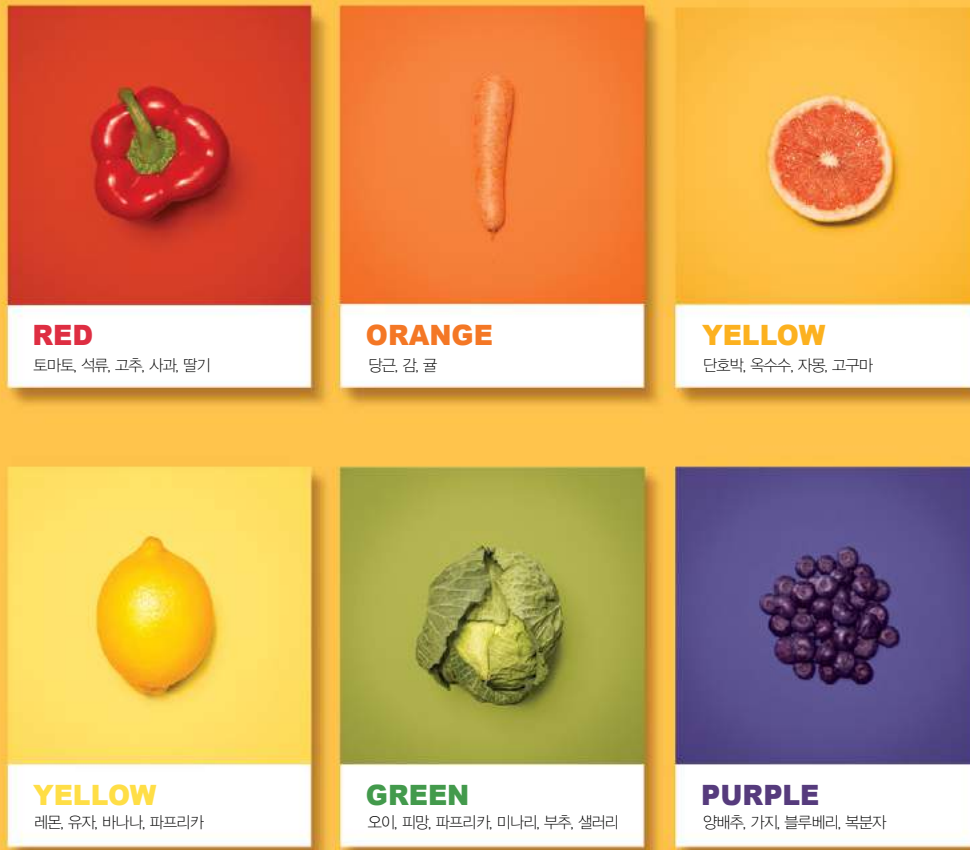 RED
토마토, 석류, 고추, 사과, 딸기
ORANGE
당근, 감, 귤
YELLOW
단호박, 옥수수, 자몽, 고구마
YELLOW
레몬, 유자, 바나나, 파프리카
GREEN
오이, 피망, 파프리카, 미나리, 부추, 샐러리
PURPLE
양배추, 가지, 블루베리, 복분자